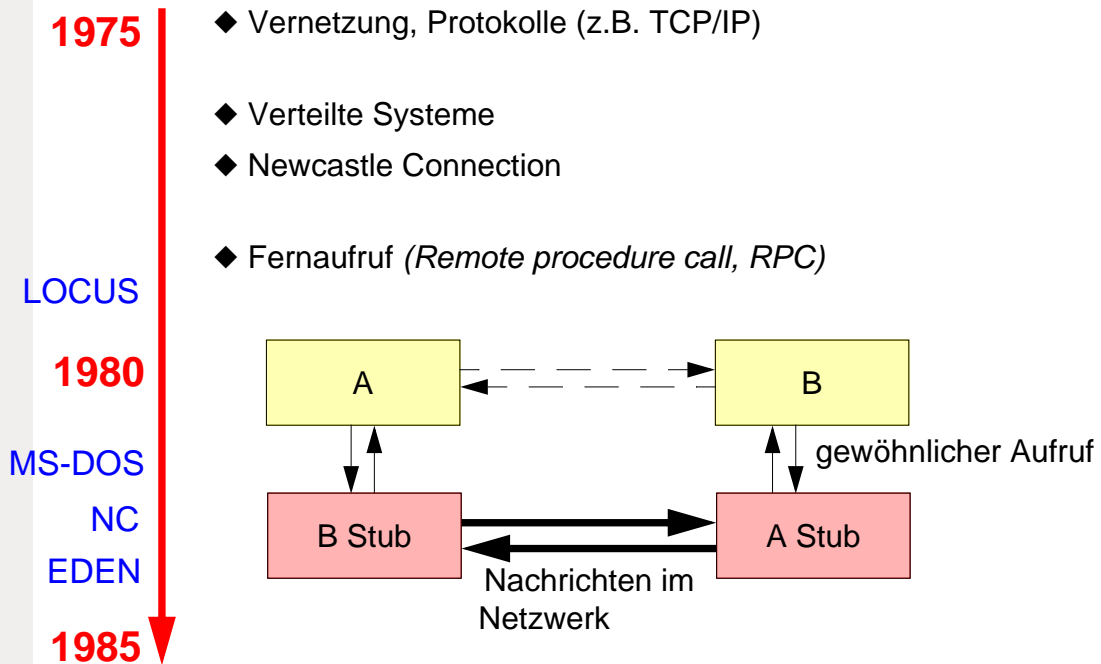 1975
◆ Vernetzung, Protokolle (z.B. TCP/IP)
◆ Verteilte Systeme
◆ Newcastle Connection
◆ Fernaufruf (Remote procedure call, RPC)
LOCUS
1980
A
B
MS-DOS
gewöhnlicher Aufruf
NC
B Stub
A Stub
EDEN
Nachrichten im
Netzwerk
1985